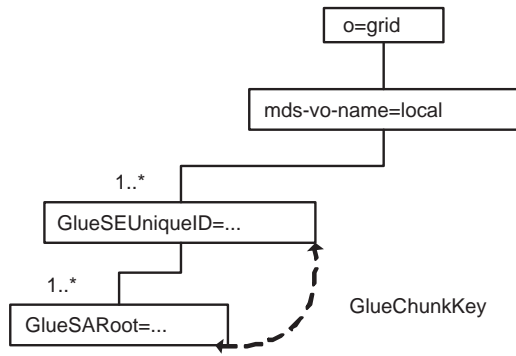 o=grid
mds-vo-name=local
1..*
GlueSEUniqueID=...
1..*
GlueChunkKey
GlueSARoot=...